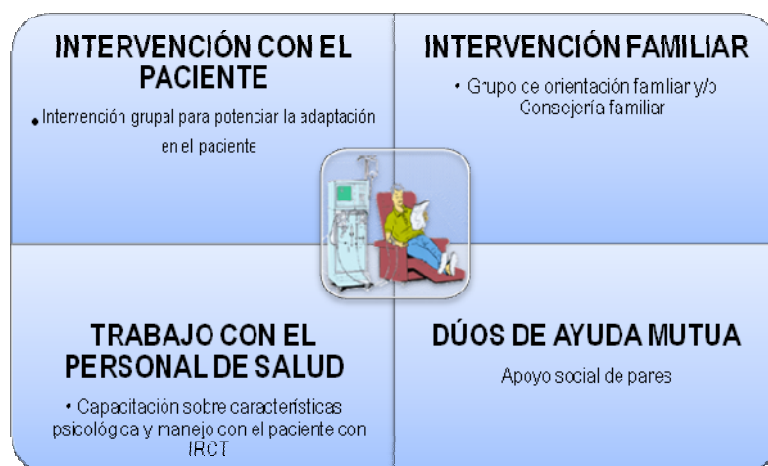 INTERVENCIÓN CON EL
PACIENTE
• Intervención grupal para potenciar la adaptación
en el paciente
INTERVENCIÓN FAMILIAR
• Grupo de orientación familiar y/o
Consejería familiar
TRABAJO CON EL
PERSONAL DE SALUD
• Capacitación sobre características
psicológica y manejo con el paciente con
IRCT
DÚOS DE AYUDA MUTUA
Apoyo social de pares